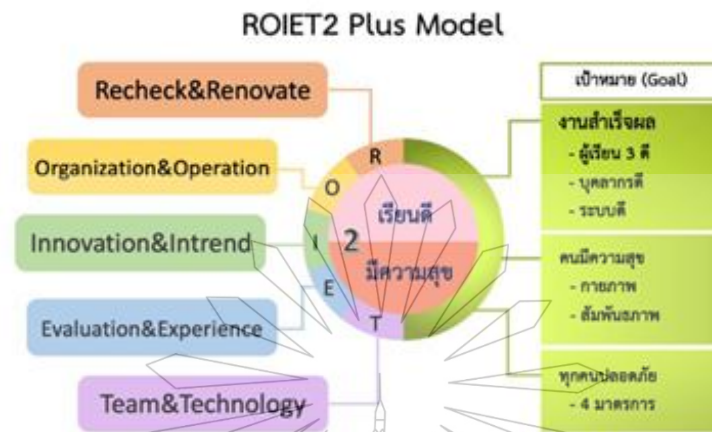 ROIET2 Plus Model
Recheck&Renovate
Organization&Operation
Innovation&Intrend
Evaluation&Experience
Team&Technology
R
O
I
E
T
2
เรียนดี
มีความสุข
เป้าหมาย (Goal)
งานสำเร็จผล
- ผู้เรียน 3 ดี
- บุคลากรดี
- ระบบดี
คนมีความสุข
- กายภาพ
- สัมพันธภาพ
ทุกคนปลอดภัย
- 4 มาตรการ